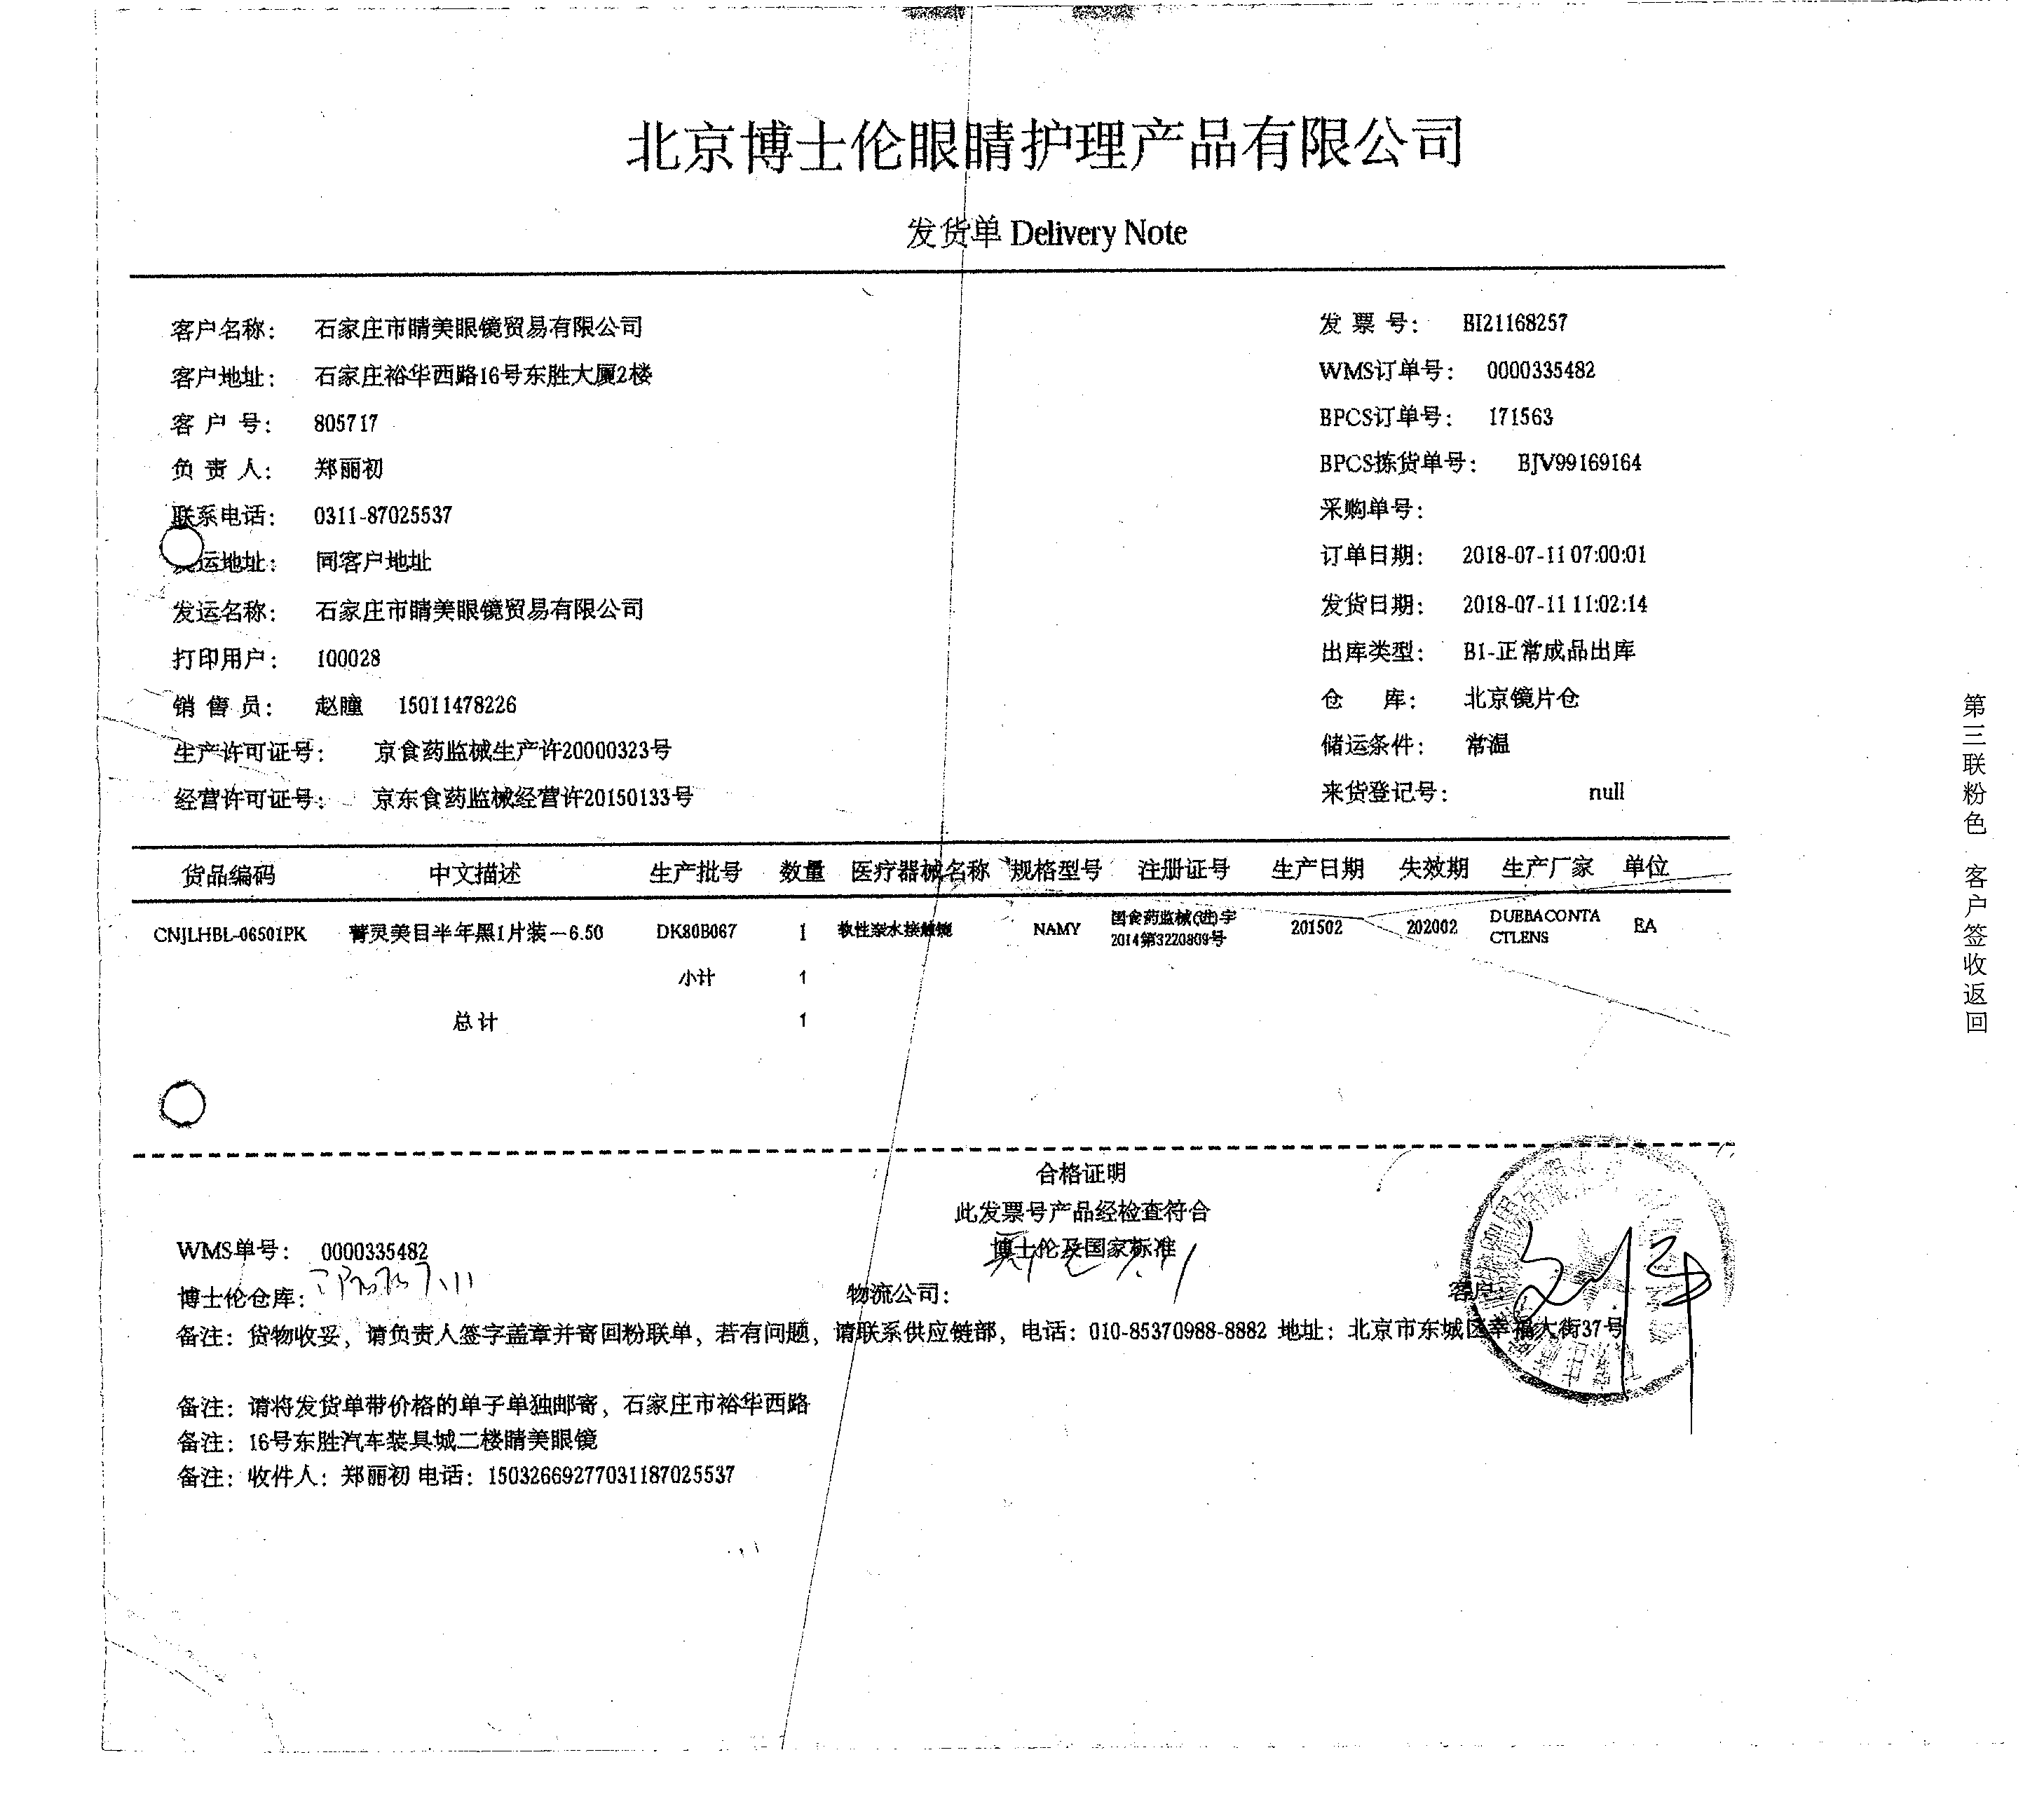 北京博士伦眼睛护理产品有限公司
发货单 Delivery Note
客户名称： 石家庄市睛美眼镜贸易有限公司
客户地址： 石家庄裕华西路16号东胜大厦2楼
客 户 号： 805717
负 责 人： 郑丽初
联系电话： 0311-87025537
运地址： 同客户地址
发运名称： 石家庄市睛美眼镜贸易有限公司
打印用户： 100028
销 售 员： 赵瞳 15011478226
生产许可证号： 京食药监械生产许20000323号
经营许可证号： 京东食药监械经营许20150133号
发 票 号： BI21168257
WMS订单号： 0000335482
BPCS订单号： 171563
BPCS拣货单号： BJV99169164
采购单号：
订单日期： 2018-07-11 07:00:01
发货日期： 2018-07-11 11:02:14
出库类型： B1-正常成品出库
仓 库： 北京镜片仓
储运条件： 常温
来货登记号： null
货品编码 中文描述 生产批号 数量 医疗器械名称 规格型号 注册证号 生产日期 失效期 生产厂家 单位
CNJLHBL-06501PK 菁灵美目半年黑1片装－6.50 DK80B067 1 软性亲水接触镜 NAMY 国食药监械(进)字 201502 202002 DUEBACONTA EA
2014第3220809号 CTLENS
小计 1
总计 1
合格证明
此发票号产品经检查符合
博士伦及国家标准
WMS单号： 0000335482
博士伦仓库： 物流公司： 客户：
备注：货物收妥，请负责人签字盖章并寄回粉联单，若有问题，请联系供应链部，电话：010-85370988-8882 地址：北京市东城区幸福大街37号
备注：请将发货单带价格的单子单独邮寄，石家庄市裕华西路
备注：16号东胜汽车装具城二楼睛美眼镜
备注：收件人：郑丽初 电话：15032669277031187025537
第三联粉色 客户签收返回